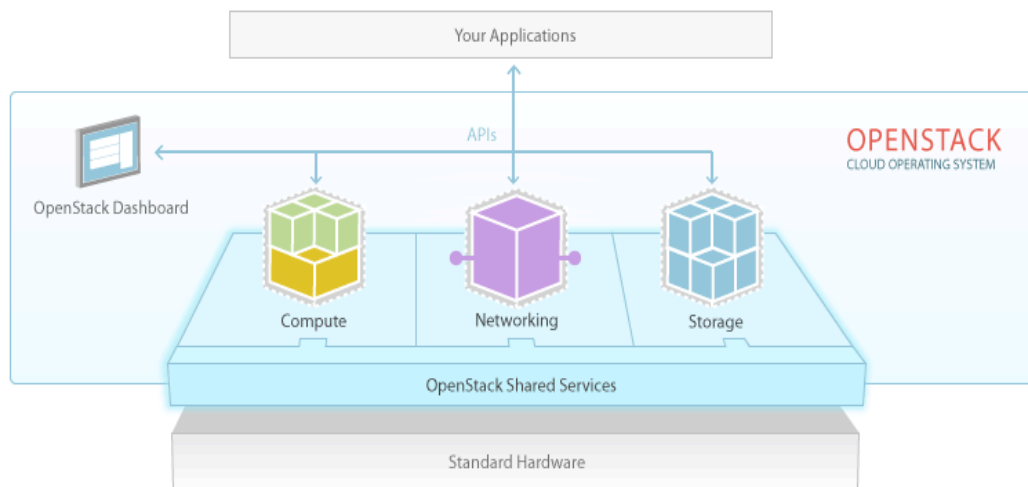 Your Applications
APIs
OPENSTACK
CLOUD OPERATING SYSTEM
OpenStack Dashboard
Compute
Networking
Storage
OpenStack Shared Services
Standard Hardware